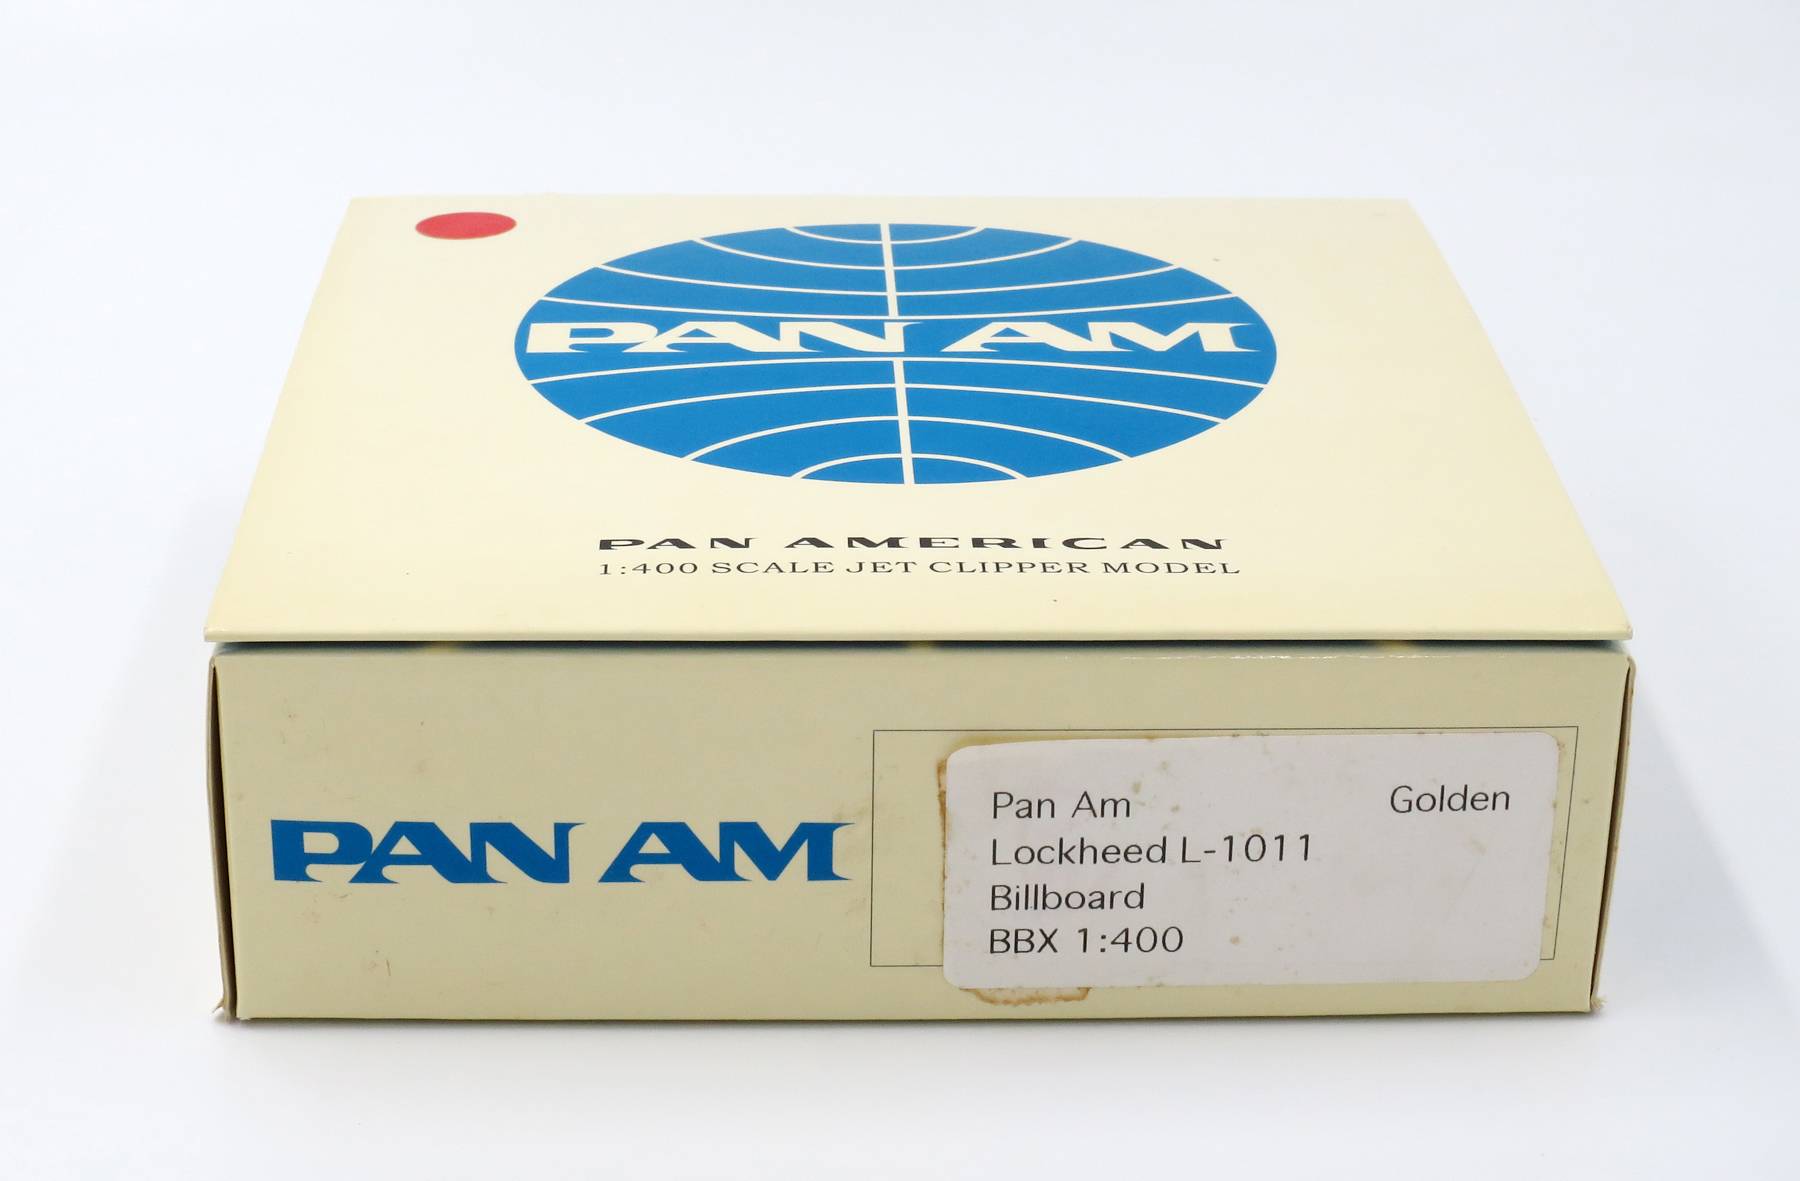 PAN AM
PAN AMERICAN
1:400 SCALE JET CLIPPER MODEL
PAN AM
Pan Am Golden
Lockheed L-1011
Billboard
BBX 1:400